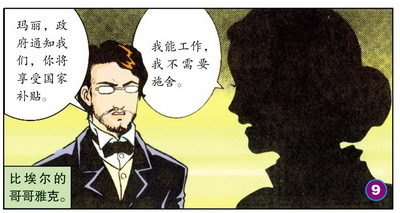 玛丽，政
府通知我
们，你将
享受国家
补贴。
我能工作，
我不需要
施舍。
比埃尔的
哥哥雅克。
9